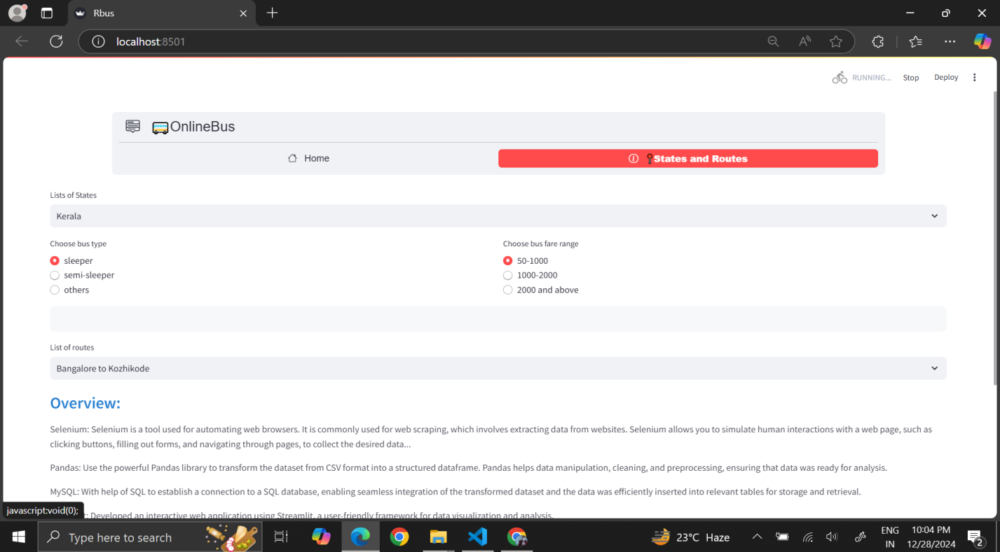 Rbus
localhost:8501
RUNNING...
Stop
Deploy
OnlineBus
Home
States and Routes
Lists of States
Kerala
Choose bus type
Choose bus fare range
sleeper
50-1000
semi-sleeper
1000-2000
others
2000 and above
List of routes
Bangalore to Kozhikode
Overview:
Selenium: Selenium is a tool used for automating web browsers. It is commonly used for web scraping, which involves extracting data from websites. Selenium allows you to simulate human interactions with a web page, such as
clicking buttons, filling out forms, and navigating through pages, to collect the desired data...
Pandas: Use the powerful Pandas library to transform the dataset from CSV format into a structured dataframe. Pandas helps data manipulation, cleaning, and preprocessing, ensuring that data was ready for analysis.
MySQL: With help of SQL to establish a connection to a SQL database, enabling seamless integration of the transformed dataset and the data was efficiently inserted into relevant tables for storage and retrieval.
javascript:void(0);
Developed an interactive web application using Streamlit, a user-friendly framework for data visualization and analysis.
Type here to search
23°C Haze
ENG
IN
10:04 PM
12/28/2024
2